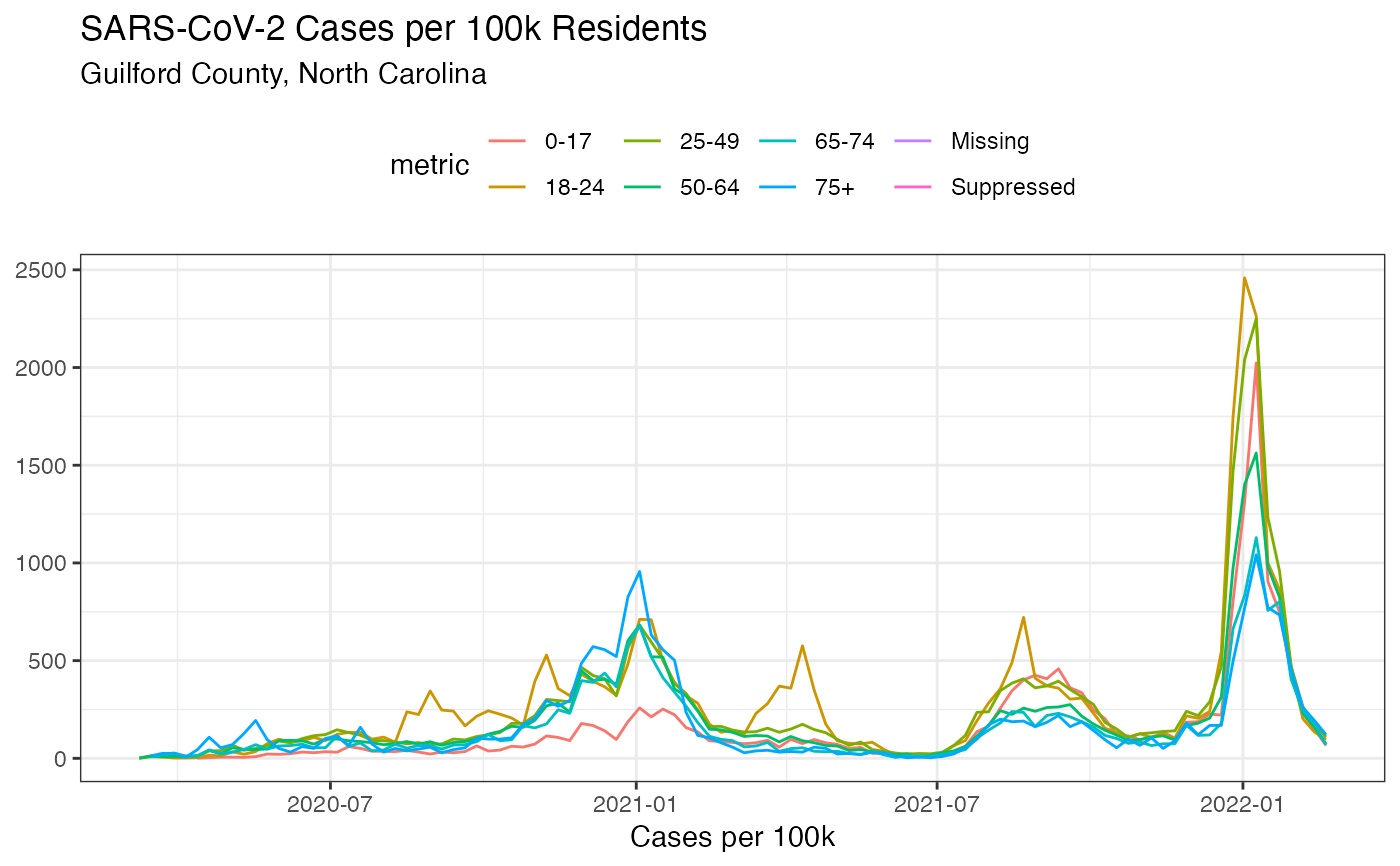 SARS-CoV-2 Cases per 100k Residents
Guilford County, North Carolina
metric
0-17 25-49 65-74 Missing
18-24 50-64 75+ Suppressed
2500
2000
1500
1000
500
0
2020-07 2021-01 2021-07 2022-01
Cases per 100k